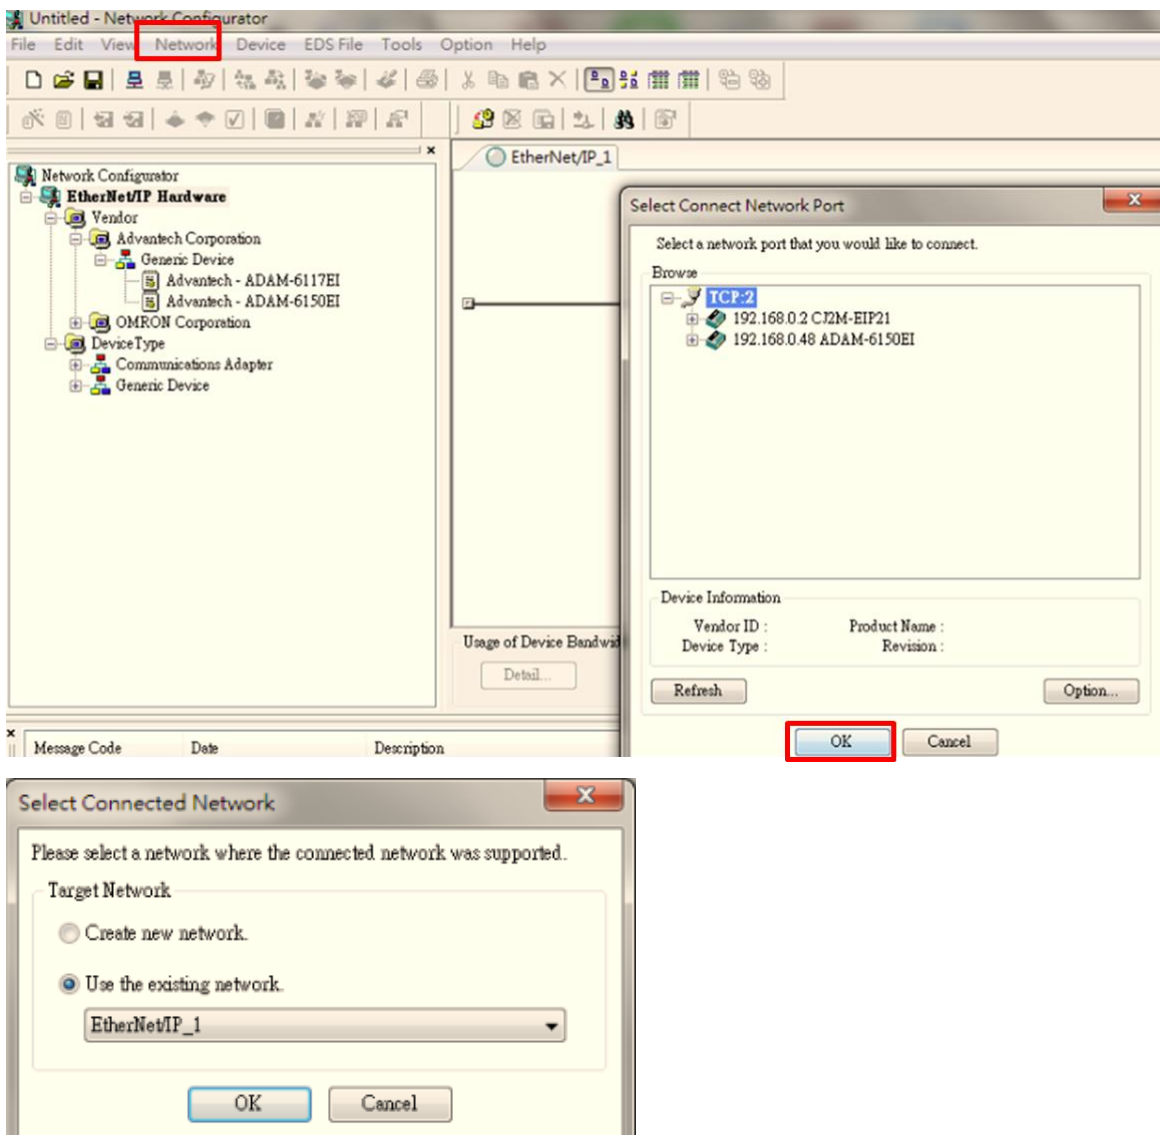 Untitled - Network Configurator
File Edit View Network Device EDS File Tools Option Help
Network Configurator
EtherNet/IP Hardware
Vendor
Advantech Corporation
Generic Device
Advantech - ADAM-6117EI
Advantech - ADAM-6150EI
OMRON Corporation
DeviceType
Communications Adapter
Generic Device
EtherNet/IP_1
Usage of Device Bandwid
Detail...
Message Code Date Description
Select Connect Network Port
Select a network port that you would like to connect.
Browse
TCP:2
192.168.0.2 CJ2M-EIP21
192.168.0.48 ADAM-6150EI
Device Information
Vendor ID : Product Name :
Device Type : Revision :
Refresh Option...
OK Cancel
Select Connected Network
Please select a network where the connected network was supported.
Target Network
Create new network.
Use the existing network.
EtherNet/IP_1
OK Cancel